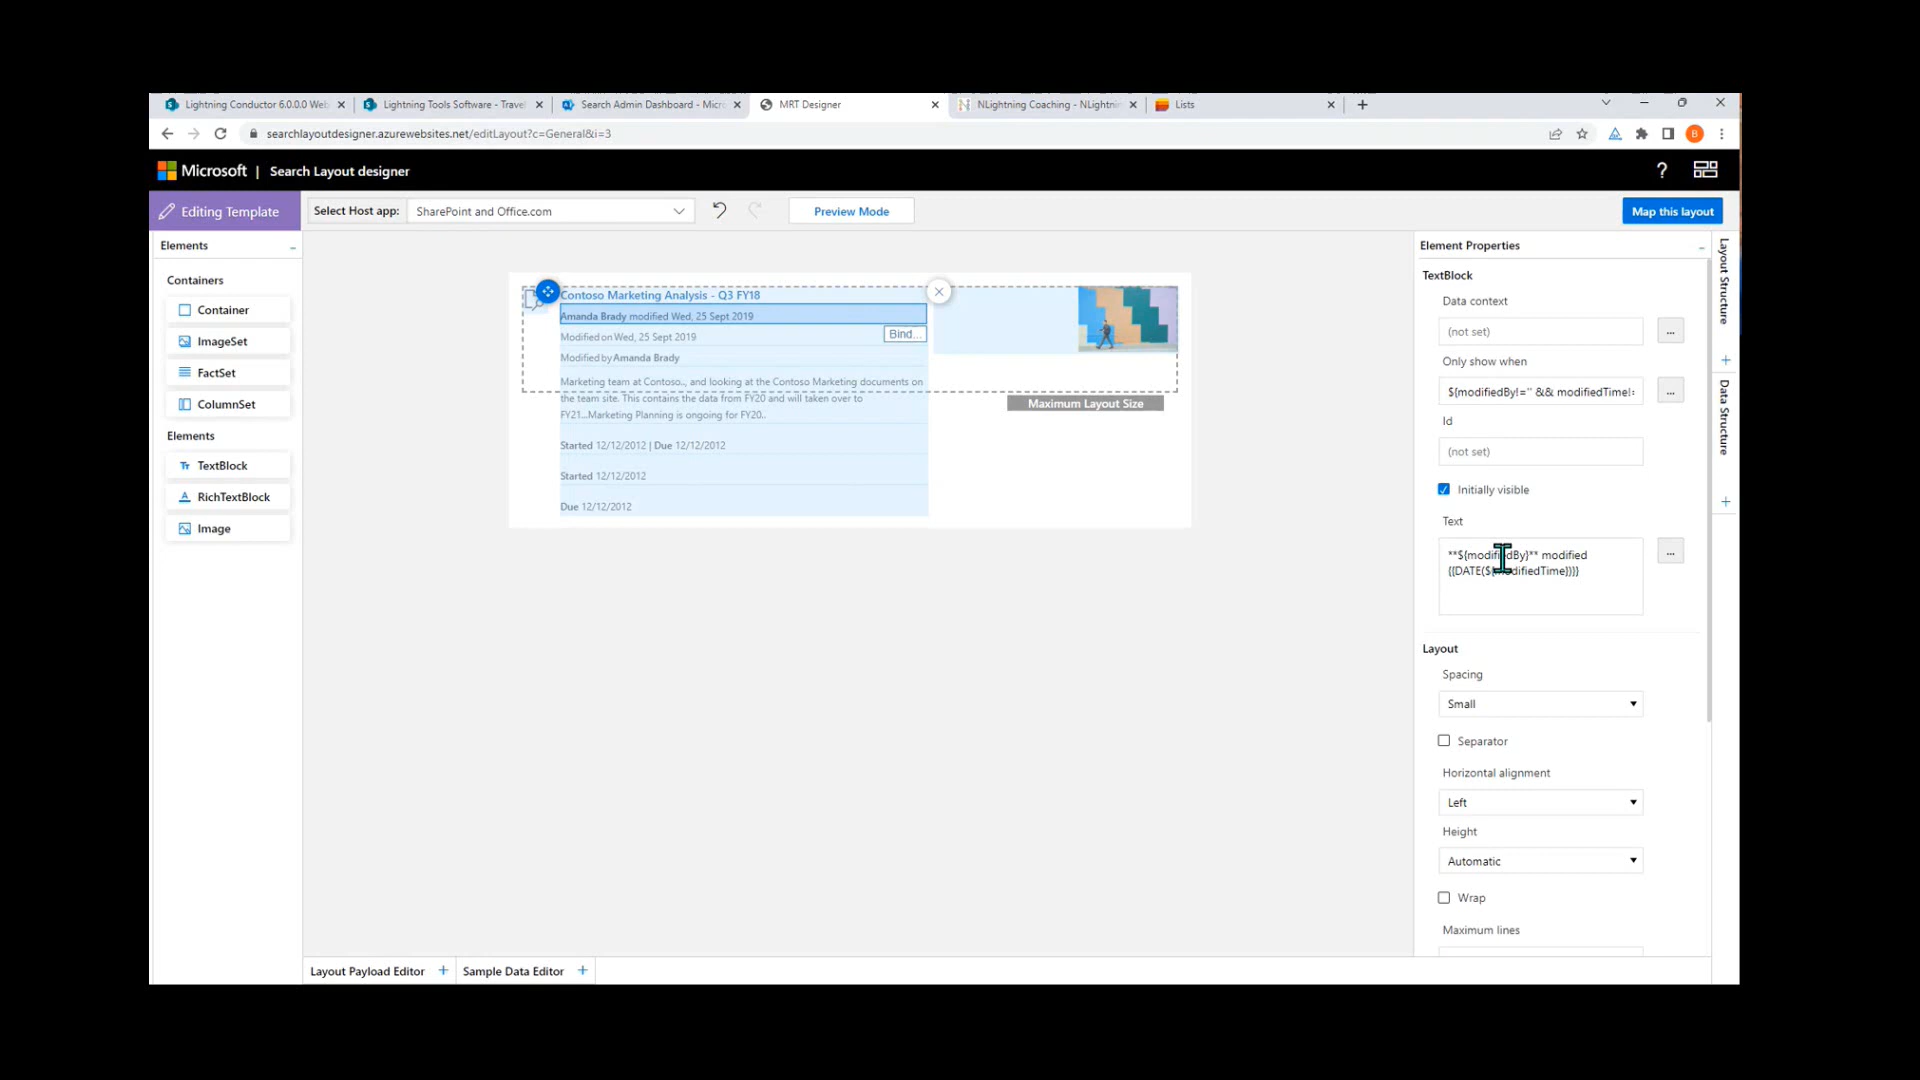 Lightning Conductor 6.0.0.0 Web
Lightning Tools Software - Travel
Search Admin Dashboard - Micro
MRT Designer
NLightning Coaching - NLightnin
Lists
searchlayoutdesigner.azurewebsites.net/editLayout?c=General&i=3
B
Microsoft | Search Layout designer
?
Editing Template
Select Host app:
SharePoint and Office.com
Preview Mode
Map this layout
Elements
Containers
Container
ImageSet
FactSet
ColumnSet
Elements
TextBlock
RichTextBlock
Image
Contoso Marketing Analysis - Q3 FY18
Amanda Brady modified Wed, 25 Sept 2019
Modified on Wed, 25 Sept 2019
Bind...
Modified by Amanda Brady
Marketing team at Contoso.., and looking at the Contoso Marketing documents on
the team site. This contains the data from FY20 and will taken over to
FY21...Marketing Planning is ongoing for FY20..
Started 12/12/2012 | Due 12/12/2012
Started 12/12/2012
Due 12/12/2012
Maximum Layout Size
Element Properties
TextBlock
Data context
(not set)
...
Only show when
${modifiedBy!='' && modifiedTime!=
...
Id
(not set)
Initially visible
Text
**${modifiedBy}** modified
{{DATE(${modifiedTime})}}
...
Layout
Spacing
Small
Separator
Horizontal alignment
Left
Height
Automatic
Wrap
Maximum lines
Layout Structure
Data Structure
Layout Payload Editor +
Sample Data Editor +